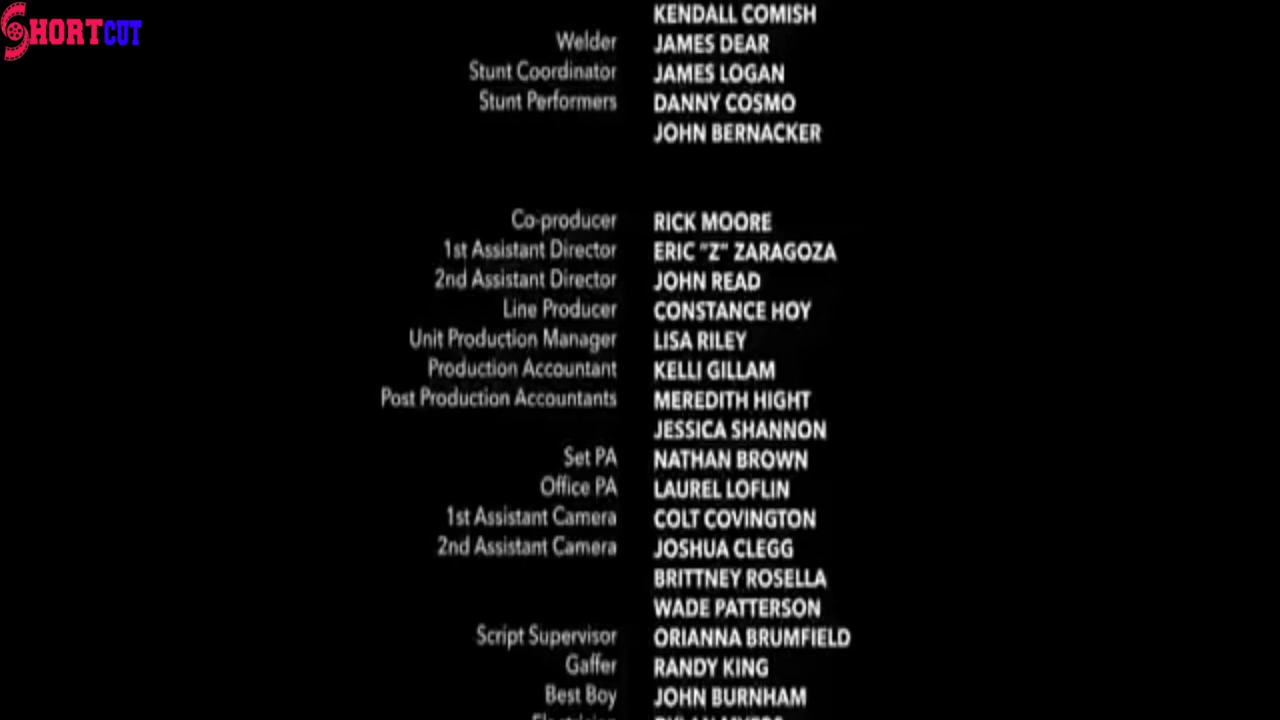 SHORTCUT
KENDALL COMISH
Welder JAMES DEAR
Stunt Coordinator JAMES LOGAN
Stunt Performers DANNY COSMO
JOHN BERNACKER
Co-producer RICK MOORE
1st Assistant Director ERIC "Z" ZARAGOZA
2nd Assistant Director JOHN READ
Line Producer CONSTANCE HOY
Unit Production Manager LISA RILEY
Production Accountant KELLI GILLAM
Post Production Accountants MEREDITH HIGHT
JESSICA SHANNON
Set PA NATHAN BROWN
Office PA LAUREL LOFLIN
1st Assistant Camera COLT COVINGTON
2nd Assistant Camera JOSHUA CLEGG
BRITTNEY ROSELLA
WADE PATTERSON
Script Supervisor ORIANNA BRUMFIELD
Gaffer RANDY KING
Best Boy JOHN BURNHAM